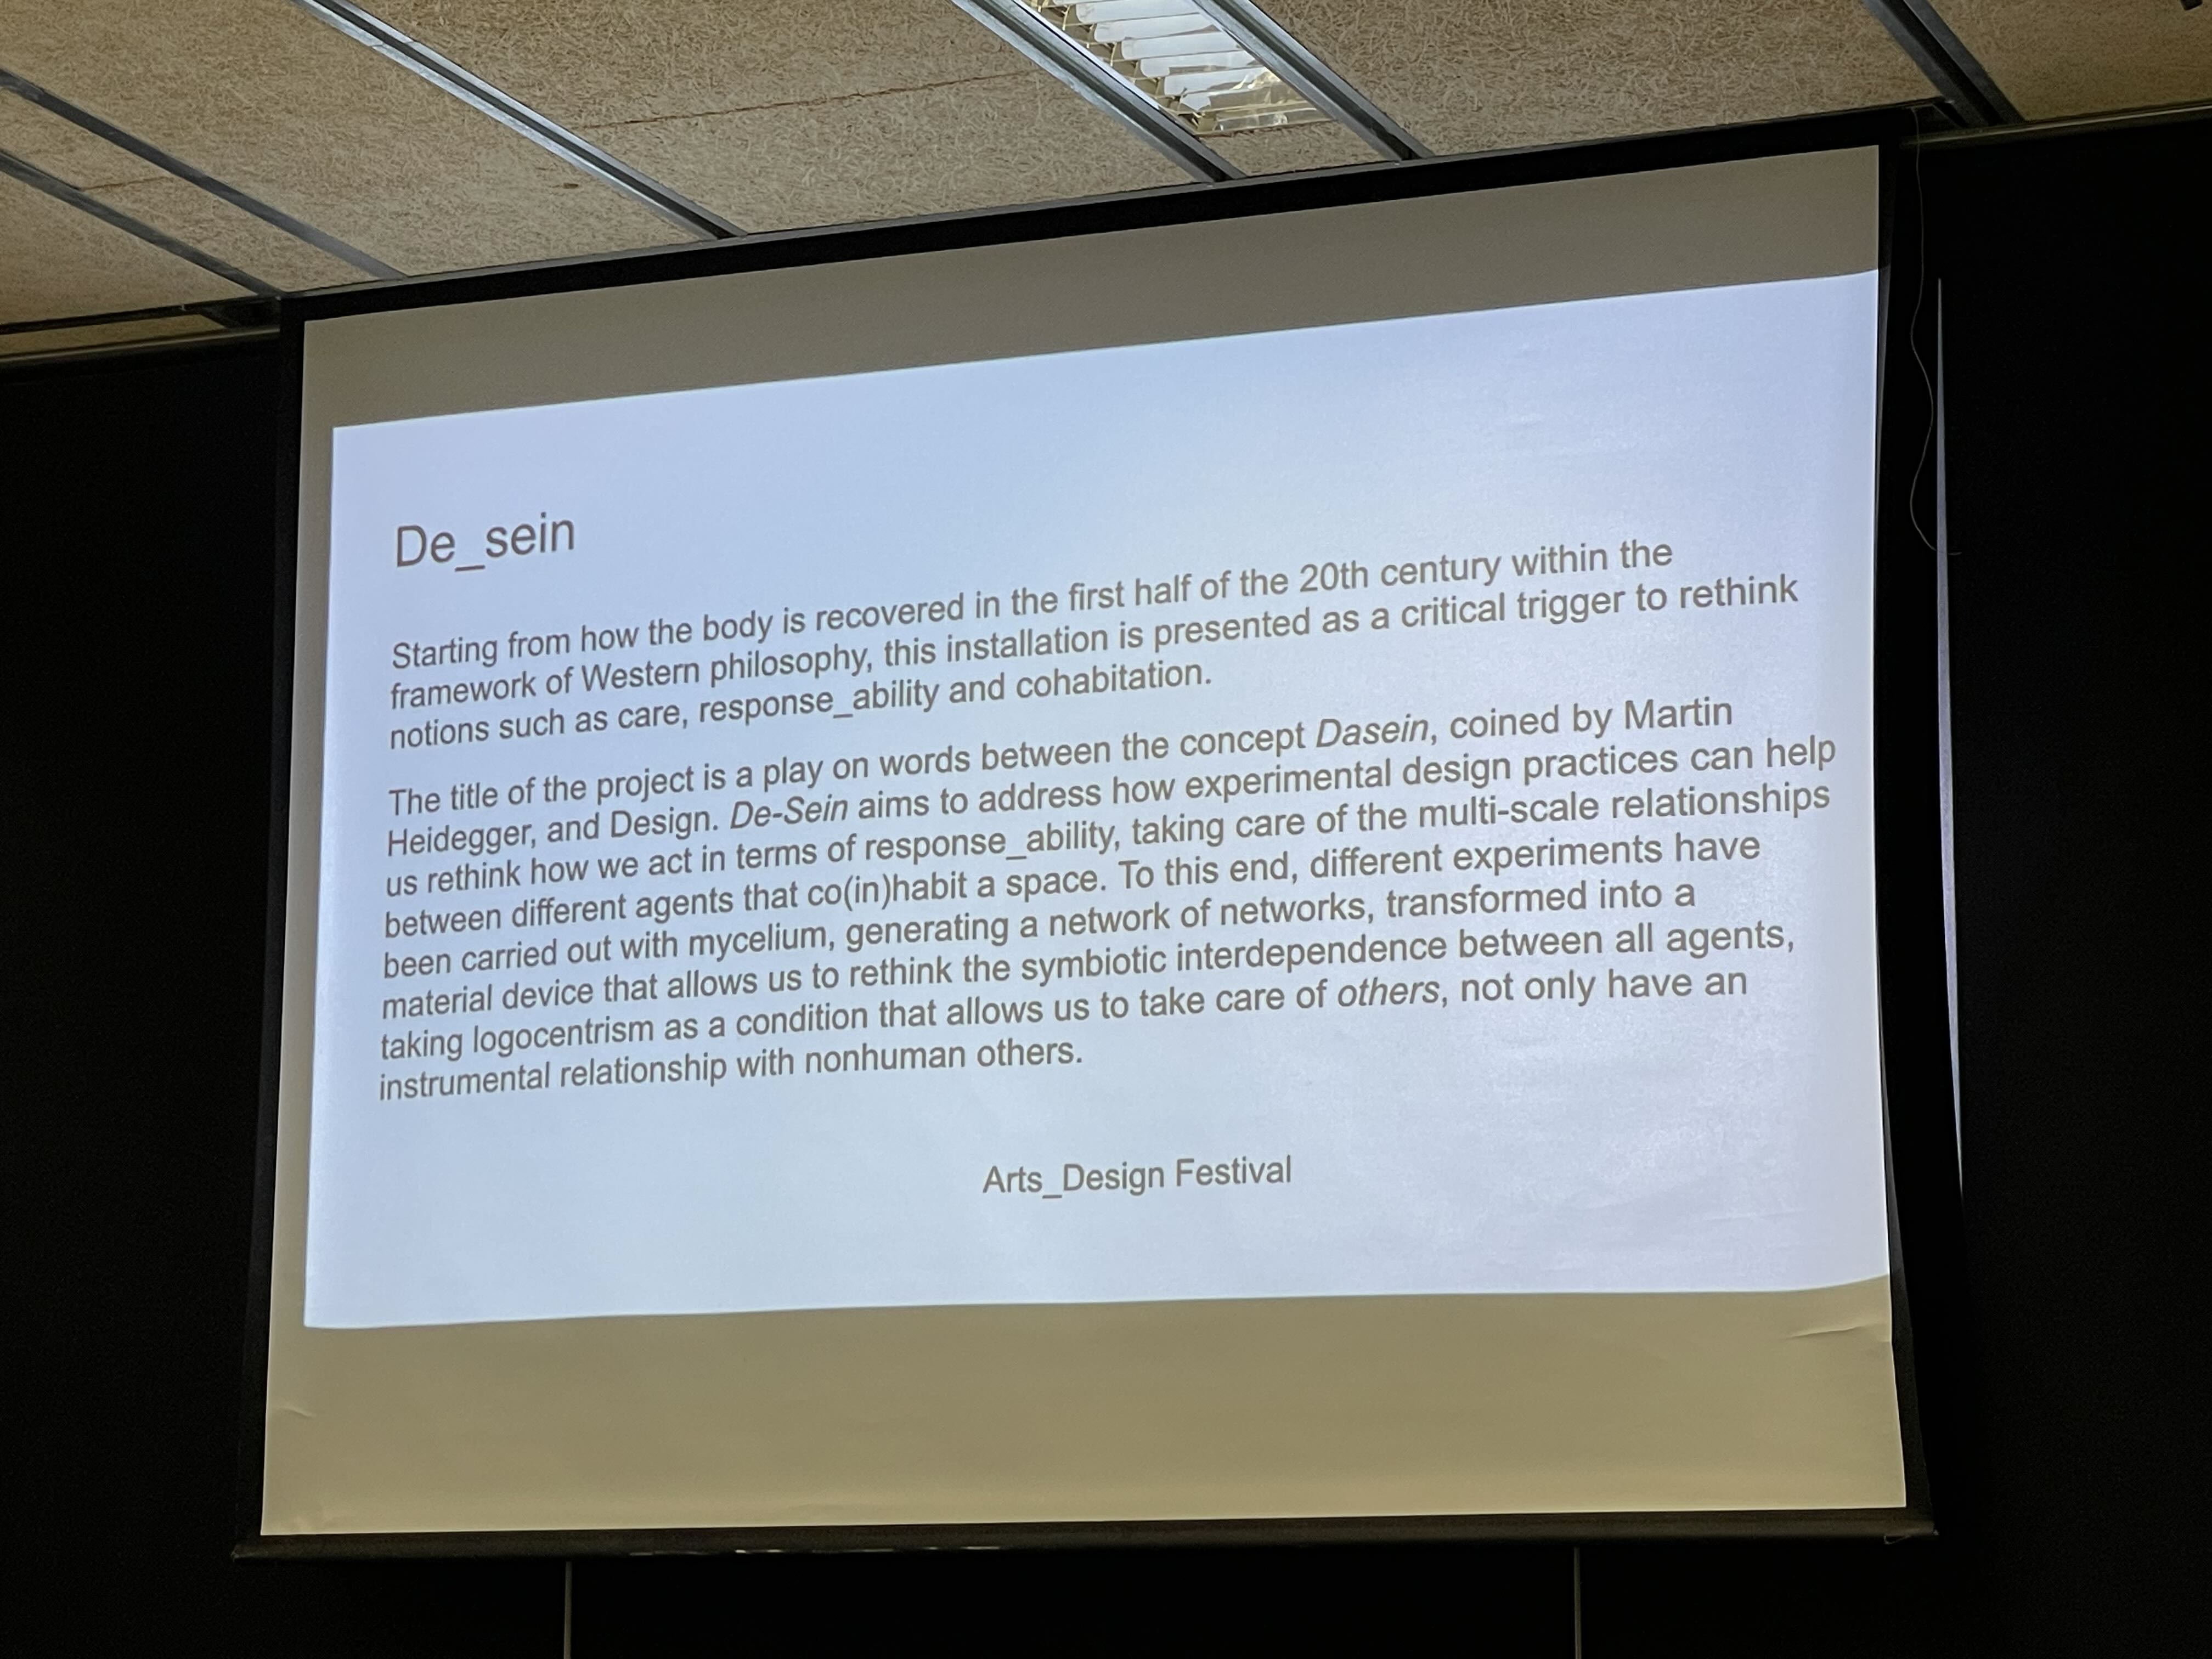 De_sein
Starting from how the body is recovered in the first half of the 20th century within the
framework of Western philosophy, this installation is presented as a critical trigger to rethink
notions such as care, response_ability and cohabitation.
The title of the project is a play on words between the concept Dasein, coined by Martin
Heidegger, and Design. De-Sein aims to address how experimental design practices can help
us rethink how we act in terms of response_ability, taking care of the multi-scale relationships
between different agents that co(in)habit a space. To this end, different experiments have
been carried out with mycelium, generating a network of networks, transformed into a
material device that allows us to rethink the symbiotic interdependence between all agents,
taking logocentrism as a condition that allows us to take care of others, not only have an
instrumental relationship with nonhuman others.
Arts_Design Festival